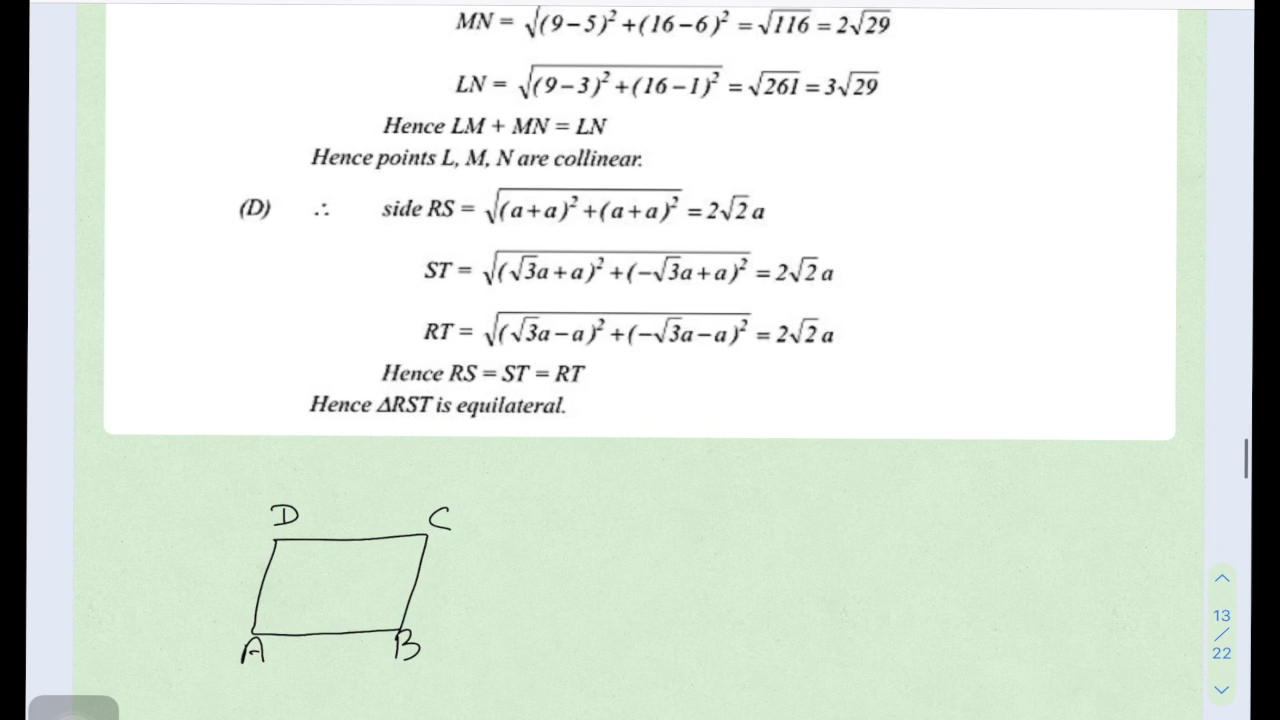 MN = √(9−5)² +(16−6)² = √116 = 2√29
LN = √(9−3)² +(16−1)² = √261 = 3√29
Hence LM + MN = LN
Hence points L, M, N are collinear.
(D) ∴ side RS = √(a+a)² +(a+a)² = 2√2 a
ST = √(√3a+a)² +(−√3a+a)² = 2√2 a
RT = √(√3a−a)² +(−√3a−a)² = 2√2 a
Hence RS = ST = RT
Hence ΔRST is equilateral.
D C
A B
13
/
22